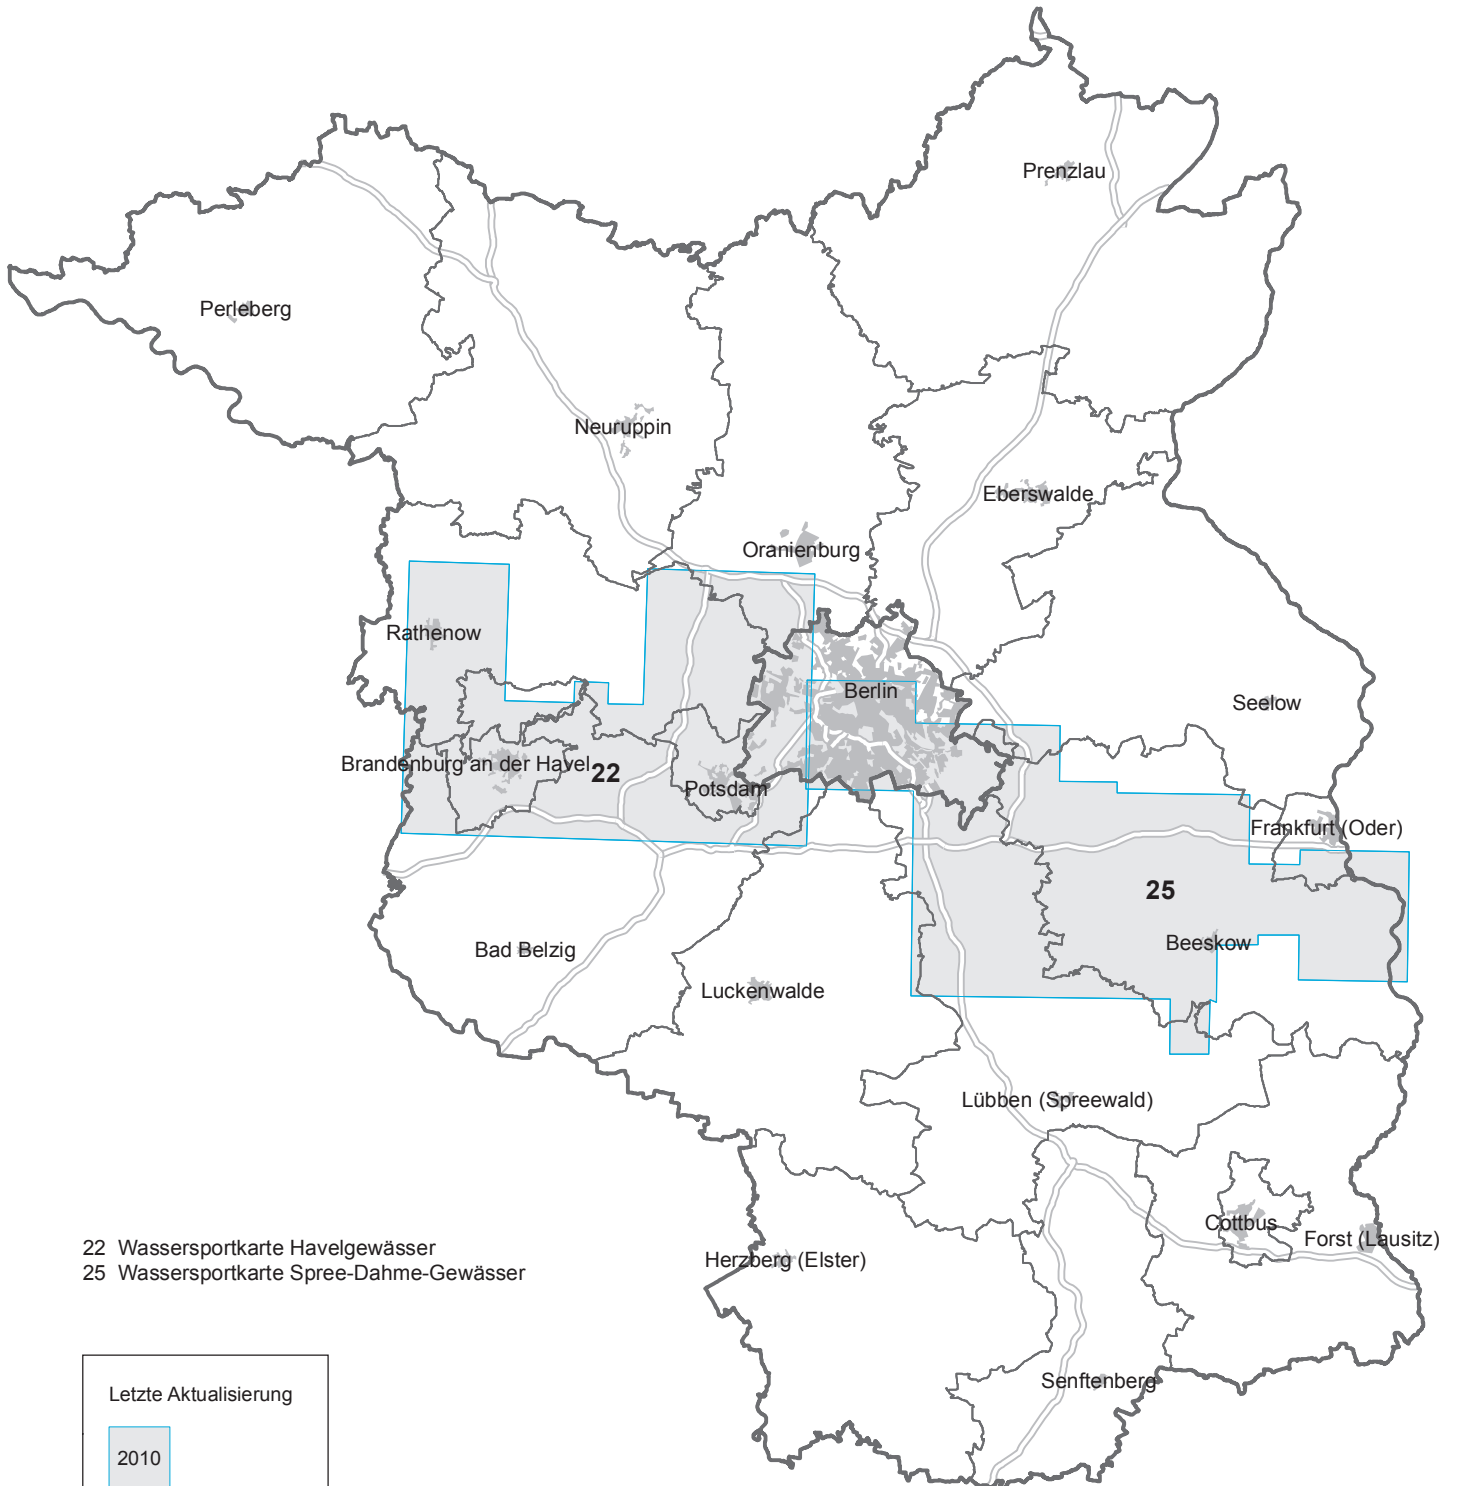 Prenzlau
Perleberg
Neuruppin
Eberswalde
Oranienburg
Rathenow
Berlin
Seelow
Brandenburg an der Havel
22
Potsdam
Frankfurt (Oder)
25
Beeskow
Bad Belzig
Luckenwalde
Lübben (Spreewald)
Cottbus
Forst (Lausitz)
Herzberg (Elster)
Senftenberg
22 Wassersportkarte Havelgewässer
25 Wassersportkarte Spree-Dahme-Gewässer
Letzte Aktualisierung
2010